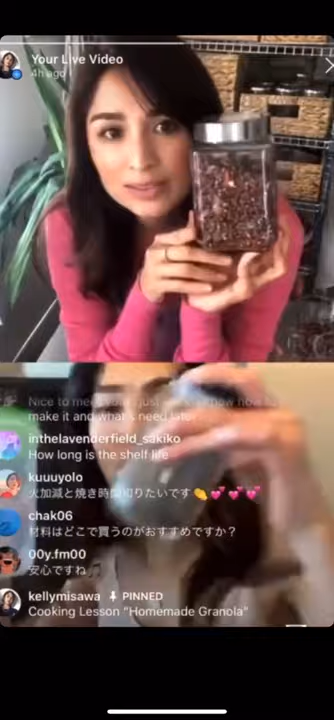 Your Live Video
4h ago
Nice to me
make it and what's need
inthelavenderfield_sakiko
How long is the shelf life
kuuuyolo
火加減と焼き時間知りたいです👏💕💕💕
chak06
材料はどこで買うのがおすすめですか？
00y.fm00
安心ですね🎵
kellymisawa 📌 PINNED
Cooking Lesson “Homemade Granola”